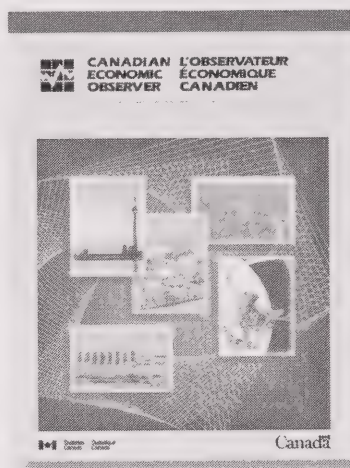 CANADIAN L'OBSERVATEUR
ECONOMIC ÉCONOMIQUE
OBSERVER CANADIEN
Statistics Statistique
Canada Canada
Canada